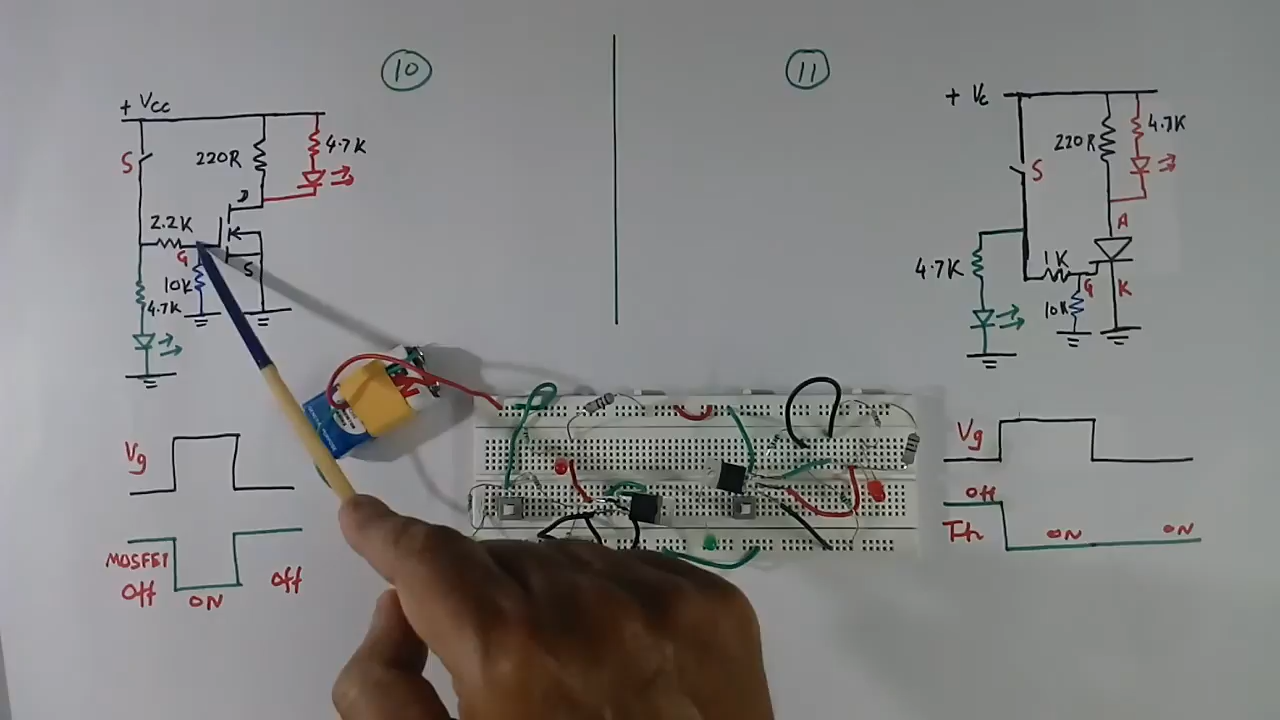 10
+ Vcc
S
220R
4.7K
D
2.2K
G
S
10K
4.7K
Vg
MOSFET
Off
ON
Off
11
+ Vc
S
220R
4.7K
A
4.7K
1K
G
K
10K
Vg
Off
Th
ON
ON